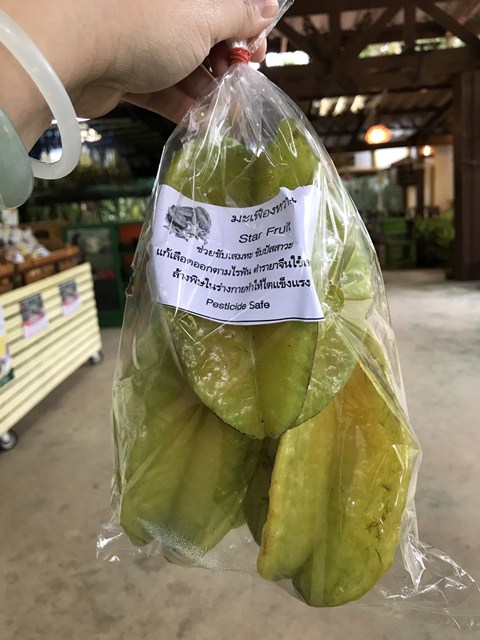 มะเฟืองหวาน
Star Fruit
ช่วยขับเสมหะ ขับปัสสาวะ
แก้เลือดออกตามไรฟัน ตำรายาจีนใช้
ล้างพิษในร่างกายทำให้ไตแข็งแรง
Pesticide Safe